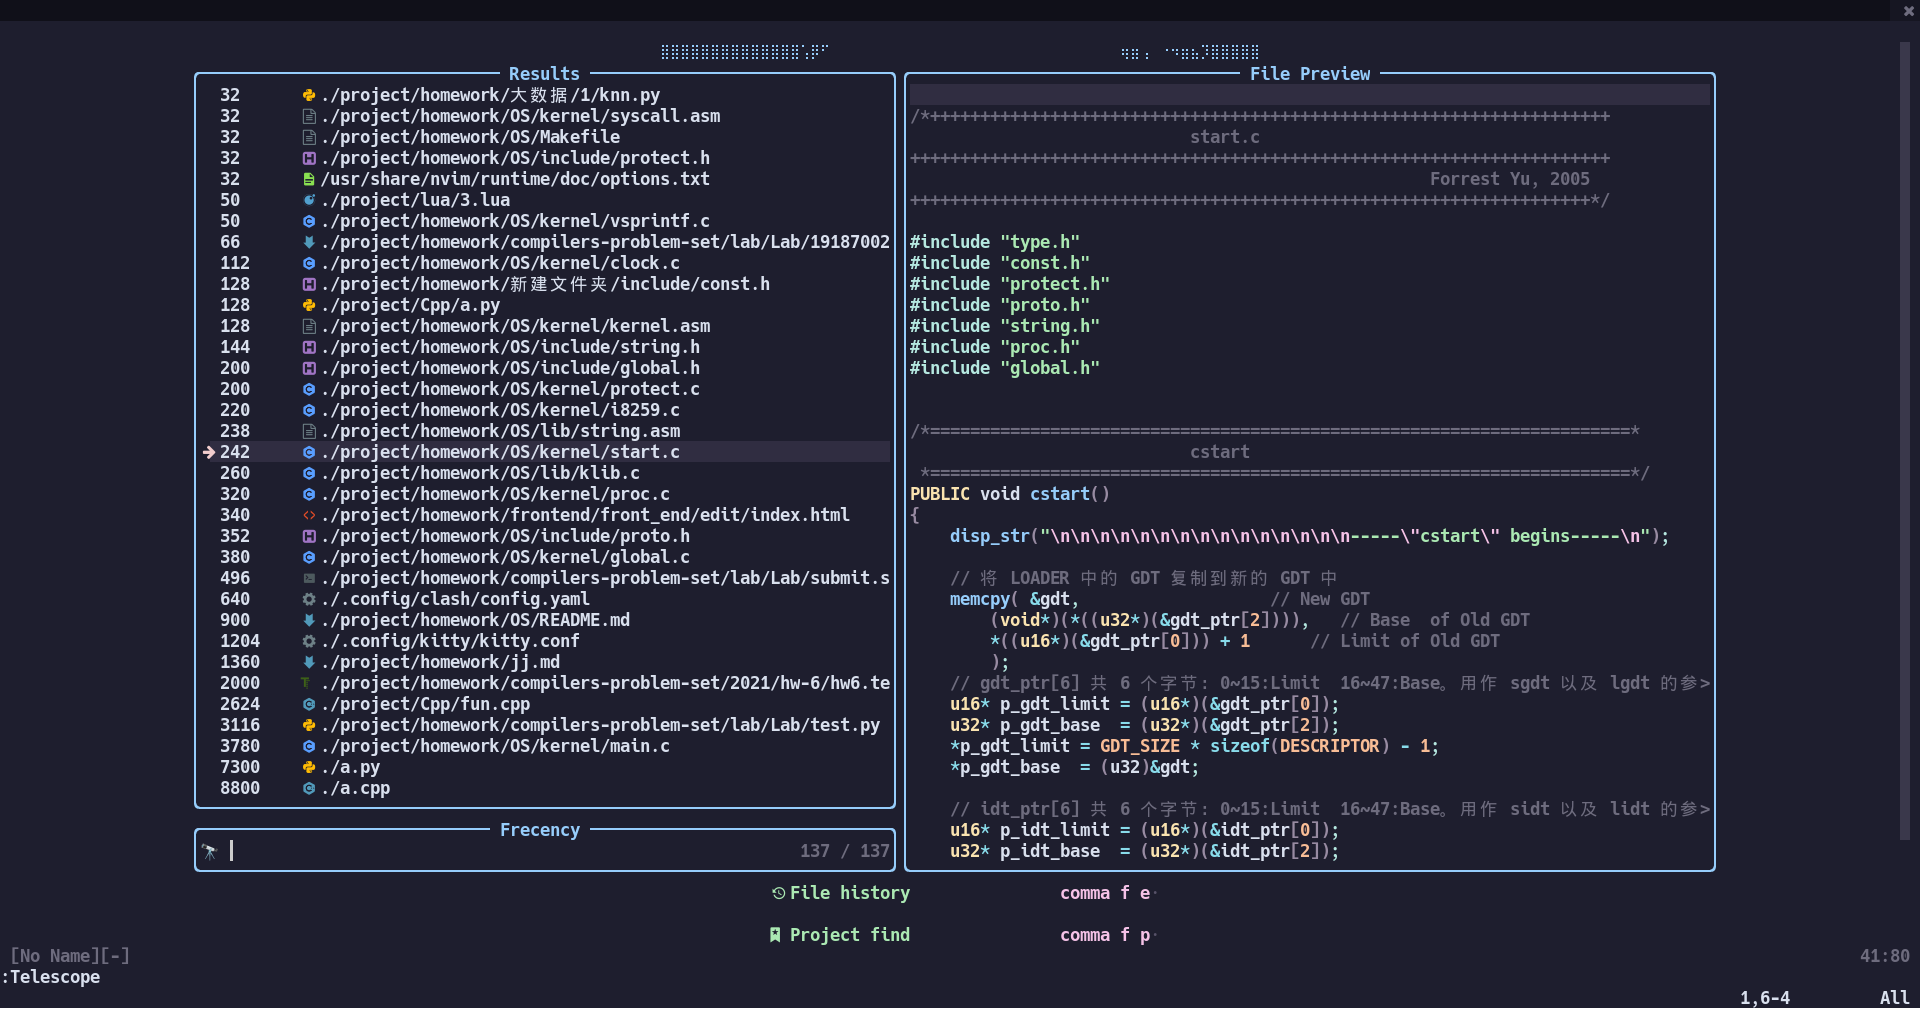 Results
32 ./project/homework/大数据/1/knn.py
32 ./project/homework/OS/kernel/syscall.asm
32 ./project/homework/OS/Makefile
32 ./project/homework/OS/include/protect.h
32 /usr/share/nvim/runtime/doc/options.txt
50 ./project/lua/3.lua
50 ./project/homework/OS/kernel/vsprintf.c
66 ./project/homework/compilers-problem-set/lab/Lab/19187002
112 ./project/homework/OS/kernel/clock.c
128 ./project/homework/新建文件夹/include/const.h
128 ./project/Cpp/a.py
128 ./project/homework/OS/kernel/kernel.asm
144 ./project/homework/OS/include/string.h
200 ./project/homework/OS/include/global.h
200 ./project/homework/OS/kernel/protect.c
220 ./project/homework/OS/kernel/i8259.c
238 ./project/homework/OS/lib/string.asm
242 ./project/homework/OS/kernel/start.c
260 ./project/homework/OS/lib/klib.c
320 ./project/homework/OS/kernel/proc.c
340 ./project/homework/frontend/front_end/edit/index.html
352 ./project/homework/OS/include/proto.h
380 ./project/homework/OS/kernel/global.c
496 ./project/homework/compilers-problem-set/lab/Lab/submit.s
640 ./.config/clash/config.yaml
900 ./project/homework/OS/README.md
1204 ./.config/kitty/kitty.conf
1360 ./project/homework/jj.md
2000 ./project/homework/compilers-problem-set/2021/hw-6/hw6.te
2624 ./project/Cpp/fun.cpp
3116 ./project/homework/compilers-problem-set/lab/Lab/test.py
3780 ./project/homework/OS/kernel/main.c
7300 ./a.py
8800 ./a.cpp
Frecency
137 / 137
File Preview
/*++++++++++++++++++++++++++++++++++++++++++++++++++++++++++++++++++++
start.c
++++++++++++++++++++++++++++++++++++++++++++++++++++++++++++++++++++++
Forrest Yu, 2005
++++++++++++++++++++++++++++++++++++++++++++++++++++++++++++++++++++*/
#include "type.h"
#include "const.h"
#include "protect.h"
#include "proto.h"
#include "string.h"
#include "proc.h"
#include "global.h"
/*======================================================================*
cstart
*======================================================================*/
PUBLIC void cstart()
{
disp_str("\n\n\n\n\n\n\n\n\n\n\n\n\n\n\n-----\"cstart\" begins-----\n");
// 将 LOADER 中的 GDT 复制到新的 GDT 中
memcpy( &gdt, // New GDT
(void*)(*((u32*)(&gdt_ptr[2]))), // Base  of Old GDT
*((u16*)(&gdt_ptr[0])) + 1 // Limit of Old GDT
);
// gdt_ptr[6] 共 6 个字节: 0~15:Limit  16~47:Base。用作 sgdt 以及 lgdt 的参>
u16* p_gdt_limit = (u16*)(&gdt_ptr[0]);
u32* p_gdt_base  = (u32*)(&gdt_ptr[2]);
*p_gdt_limit = GDT_SIZE * sizeof(DESCRIPTOR) - 1;
*p_gdt_base  = (u32)&gdt;
// idt_ptr[6] 共 6 个字节: 0~15:Limit  16~47:Base。用作 sidt 以及 lidt 的参>
u16* p_idt_limit = (u16*)(&idt_ptr[0]);
u32* p_idt_base  = (u32*)(&idt_ptr[2]);
File history comma f e
Project find comma f p
[No Name][-] 41:80
:Telescope
1,6-4 All